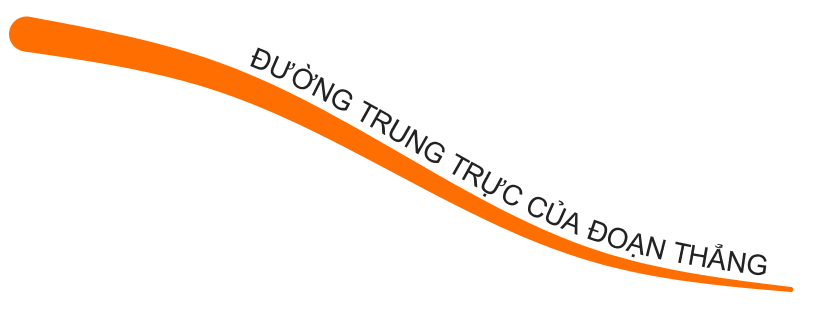 ĐƯỜNG TRUNG TRỰC CỦA ĐOẠN THẲNG